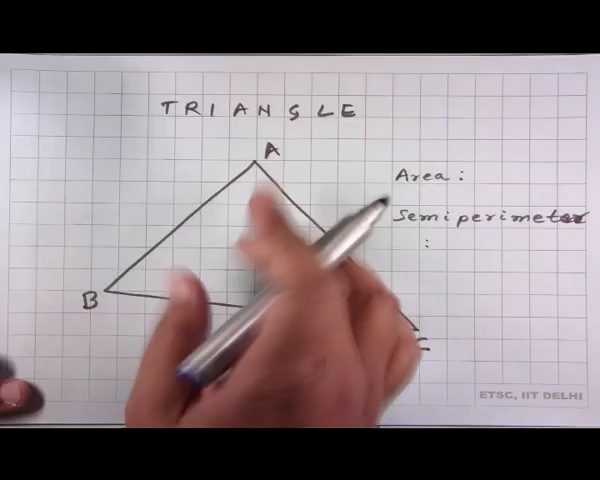 TRIANGLE
A
Area :
Semiperimeter
:
B
C
ETSC, IIT DELHI